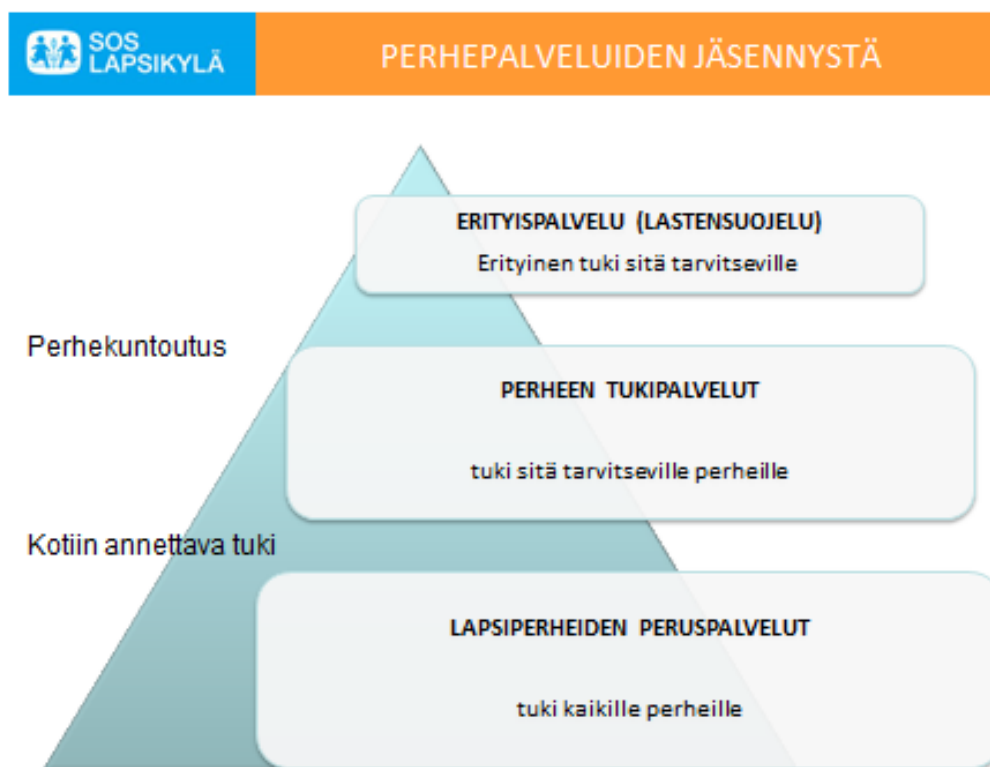 SOS
LAPSIKYLÄ
PERHEPALVELUIDEN JÄSENNYSTÄ
ERITYISPALVELU (LASTENSUOJELU)
Erityinen tuki sitä tarvitseville
Perhekuntoutus
PERHEEN TUKIPALVELUT
tuki sitä tarvitseville perheille
Kotiin annettava tuki
LAPSIPERHEIDEN PERUSPALVELUT
tuki kaikille perheille